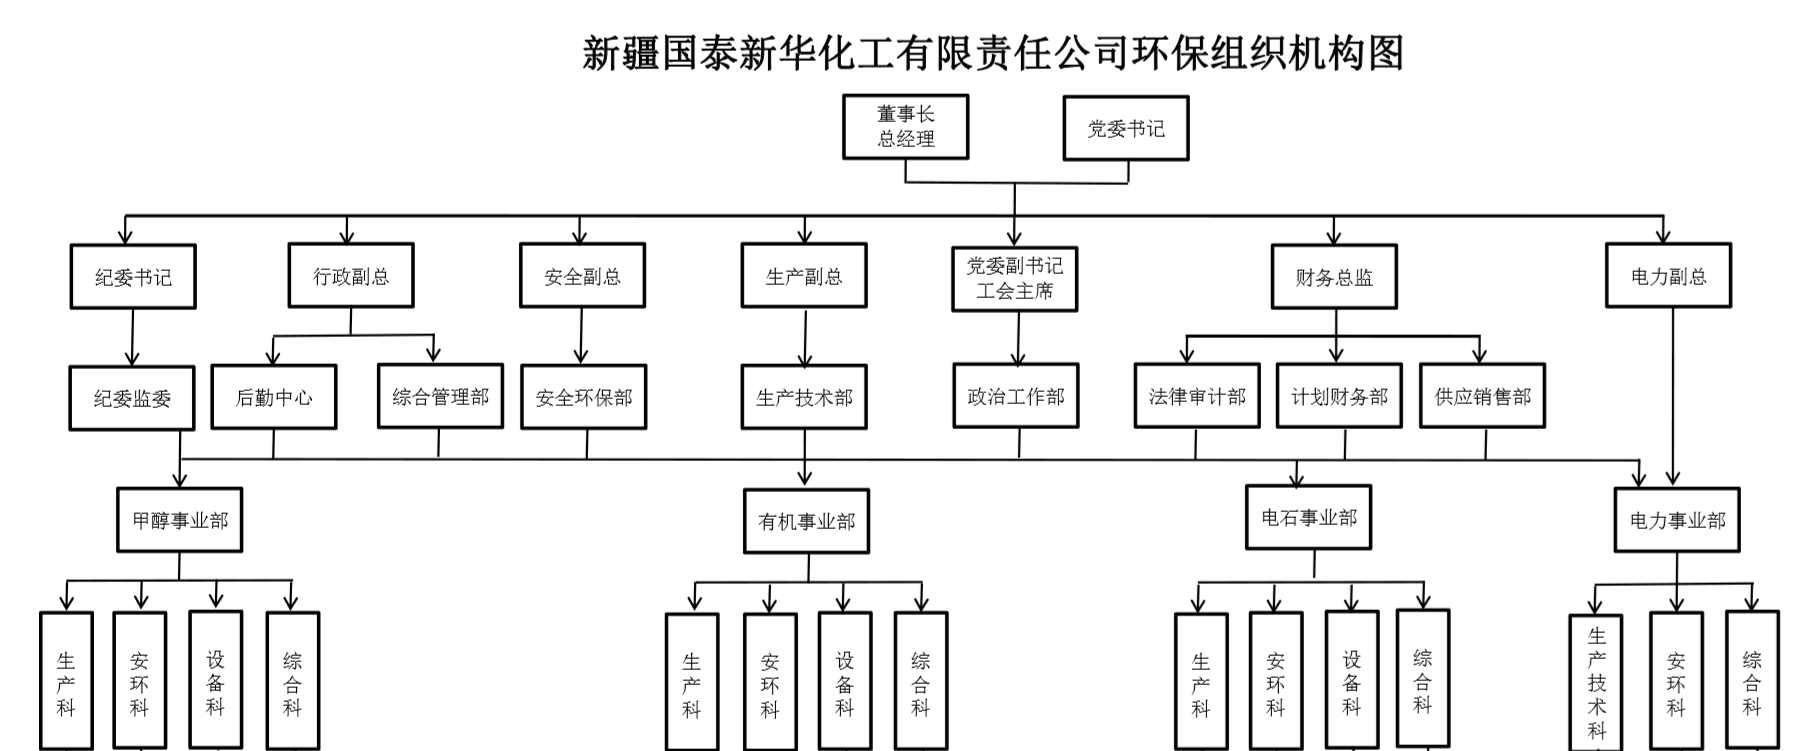 新疆国泰新华化工有限责任公司环保组织机构图
董事长
总经理
党委书记
纪委书记
行政副总
安全副总
生产副总
党委副书记
工会主席
财务总监
电力副总
纪委监委
后勤中心
综合管理部
安全环保部
生产技术部
政治工作部
法律审计部
计划财务部
供应销售部
甲醇事业部
有机事业部
电石事业部
电力事业部
生产科
安环科
设备科
综合科
生产科
安环科
设备科
综合科
生产科
安环科
设备科
综合科
生产技术科
安环科
综合科